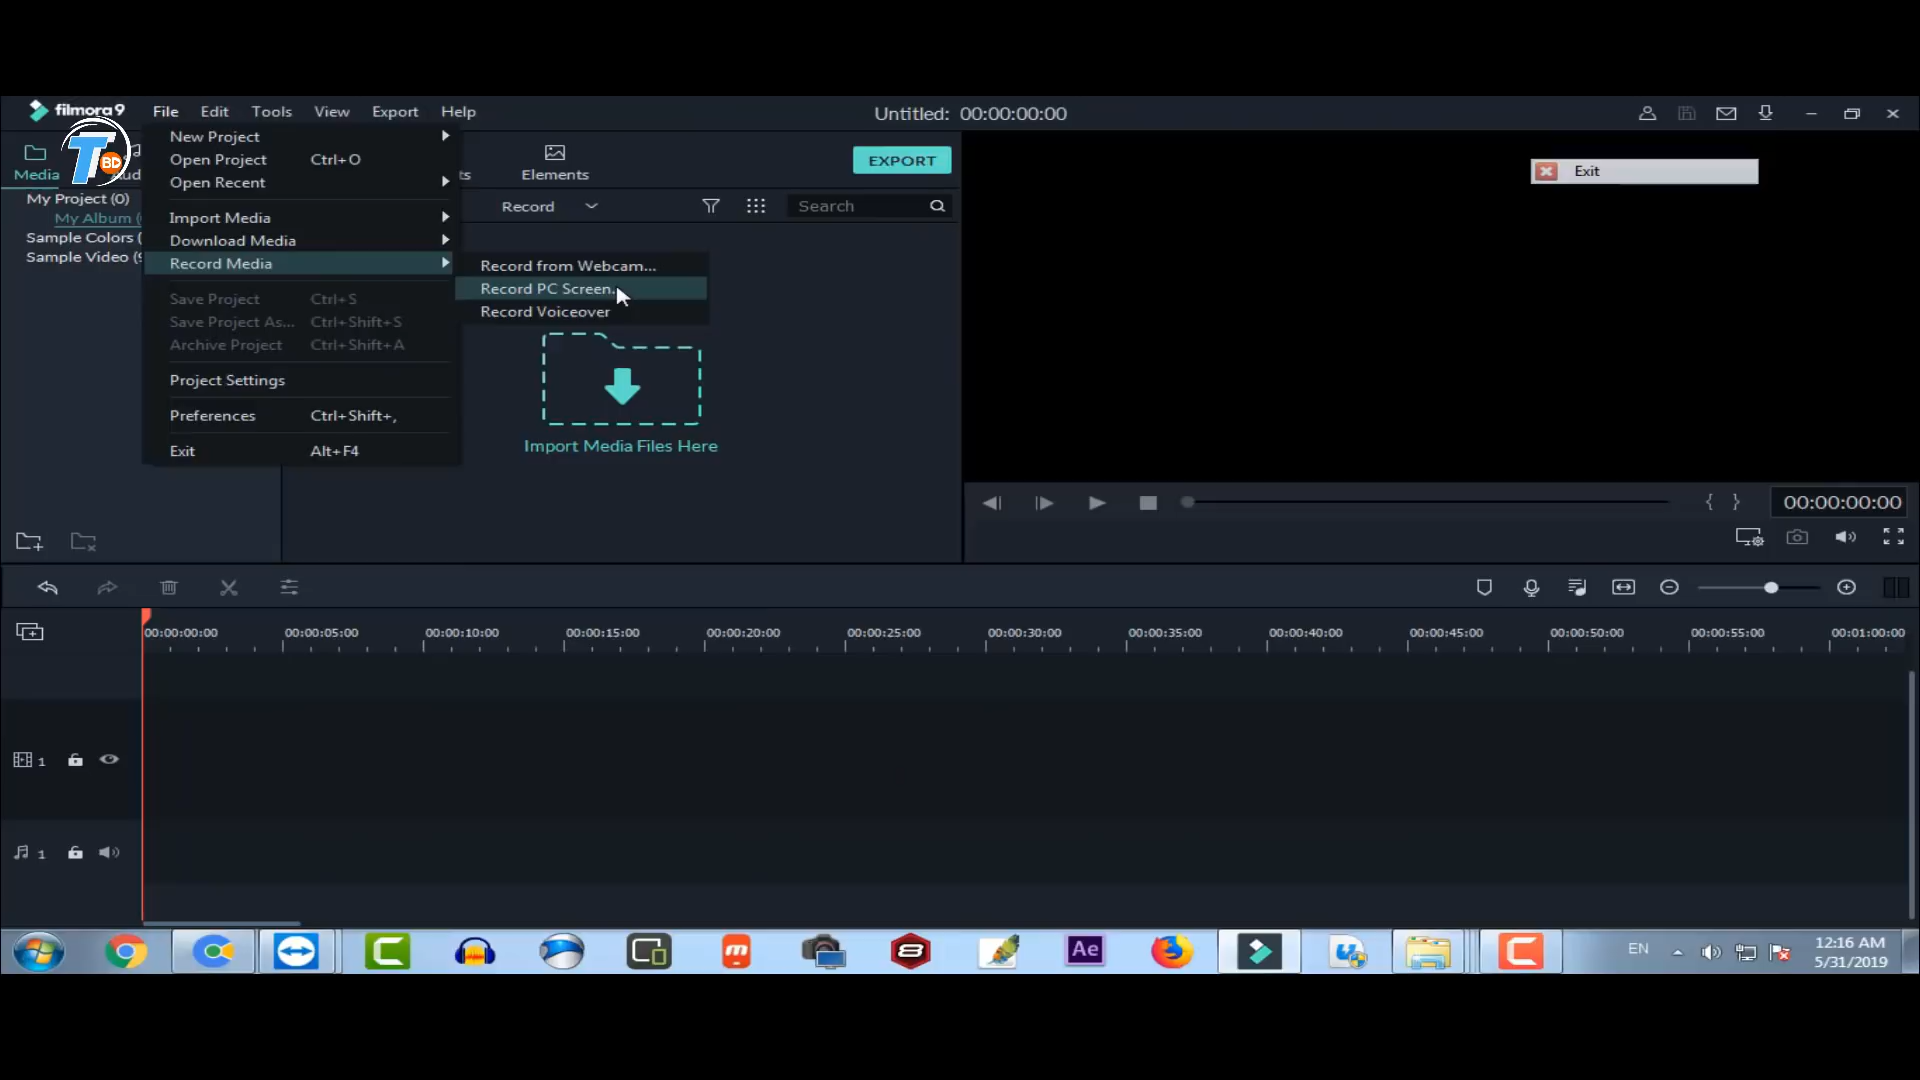 filmora9
File Edit Tools View Export Help
Untitled: 00:00:00:00
T BD
Media
Elements
EXPORT
New Project
Open Project Ctrl+O
Open Recent
Import Media
Download Media
Record Media
Save Project Ctrl+S
Save Project As... Ctrl+Shift+S
Archive Project Ctrl+Shift+A
Project Settings
Preferences Ctrl+Shift+,
Exit Alt+F4
My Project (0)
My Album (
Sample Colors (
Sample Video (
Record
Search
Record from Webcam...
Record PC Screen.
Record Voiceover
Import Media Files Here
Exit
{ } 00:00:00:00
00:00:00:00 00:00:05:00 00:00:10:00 00:00:15:00 00:00:20:00 00:00:25:00 00:00:30:00 00:00:35:00 00:00:40:00 00:00:45:00 00:00:50:00 00:00:55:00 00:01:00:00
1
1
Ae
EN
12:16 AM
5/31/2019